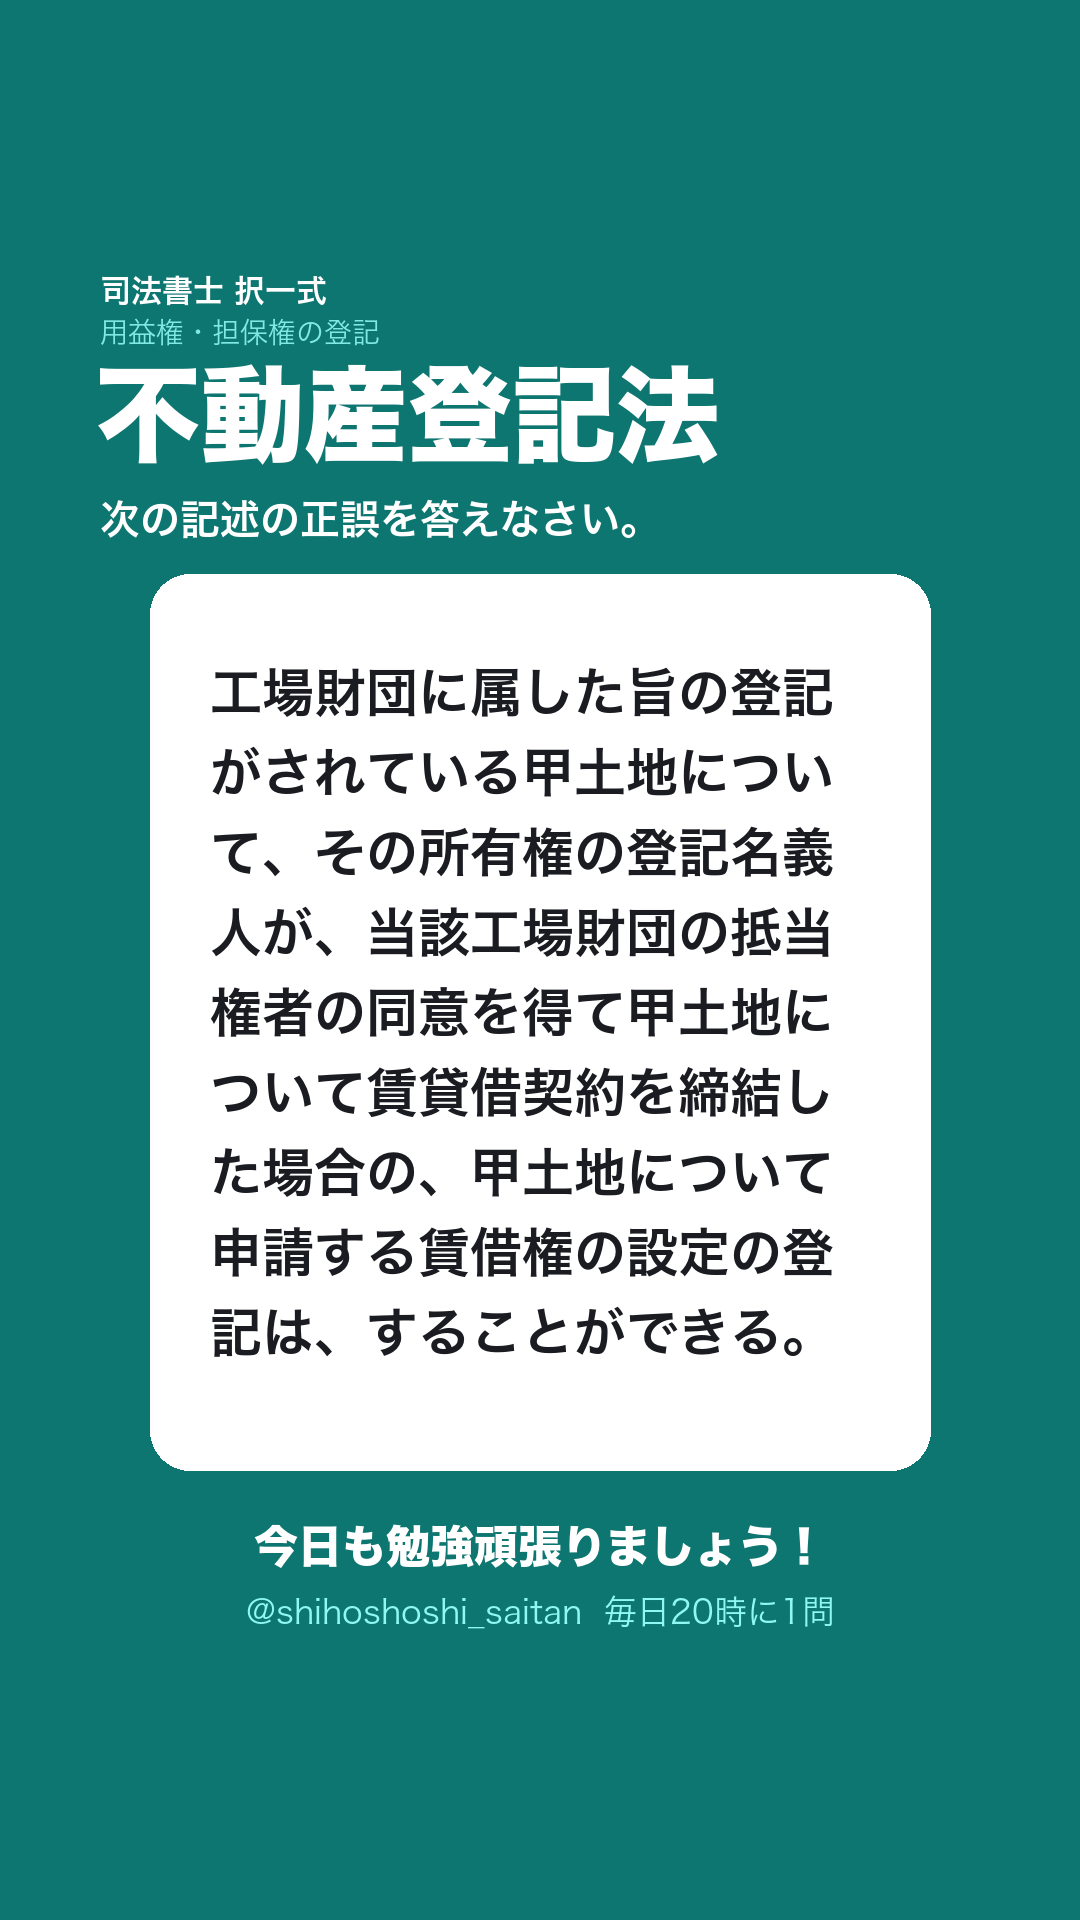 司法書士 択一式
用益権・担保権の登記
不動産登記法
次の記述の正誤を答えなさい。
工場財団に属した旨の登記
がされている甲土地につい
て、その所有権の登記名義
人が、当該工場財団の抵当
権者の同意を得て甲土地に
ついて賃貸借契約を締結し
た場合の、甲土地について
申請する賃借権の設定の登
記は、することができる。
今日も勉強頑張りましょう！
@shihoshoshi_saitan 毎日20時に1問